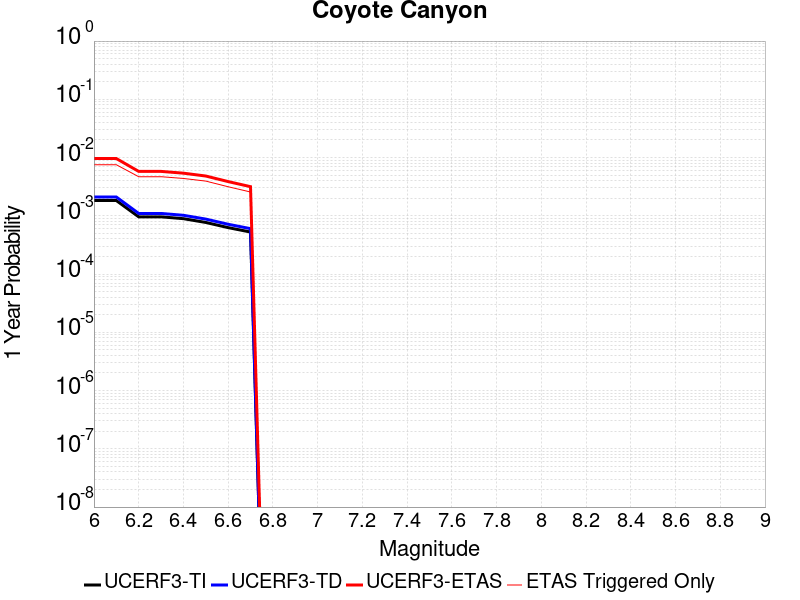 Coyote Canyon
10^0
10^-1
10^-2
10^-3
10^-4
10^-5
10^-6
10^-7
10^-8
1 Year Probability
6 6.2 6.4 6.6 6.8 7 7.2 7.4 7.6 7.8 8 8.2 8.4 8.6 8.8 9
Magnitude
UCERF3-TI UCERF3-TD UCERF3-ETAS ETAS Triggered Only